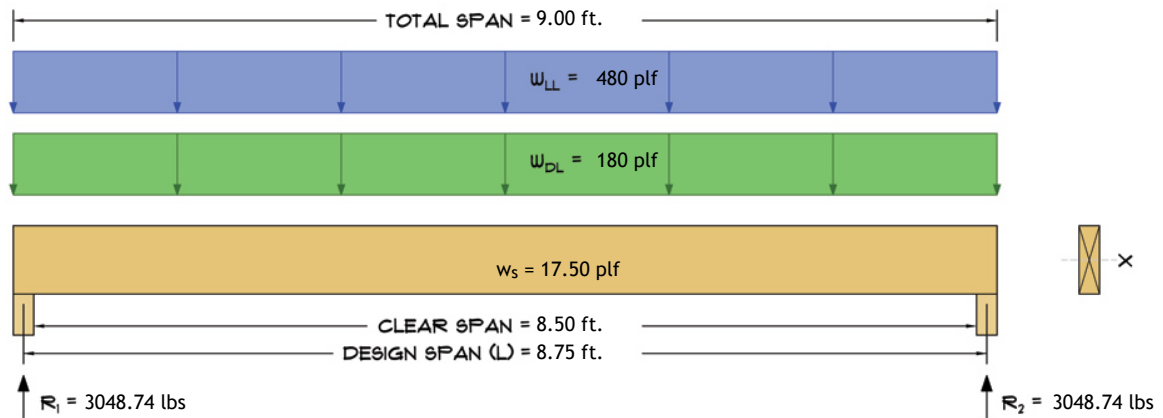 TOTAL SPAN = 9.00 ft.
wLL = 480 plf
wDL = 180 plf
ws = 17.50 plf
X
CLEAR SPAN = 8.50 ft.
DESIGN SPAN (L) = 8.75 ft.
R1 = 3048.74 lbs
R2 = 3048.74 lbs